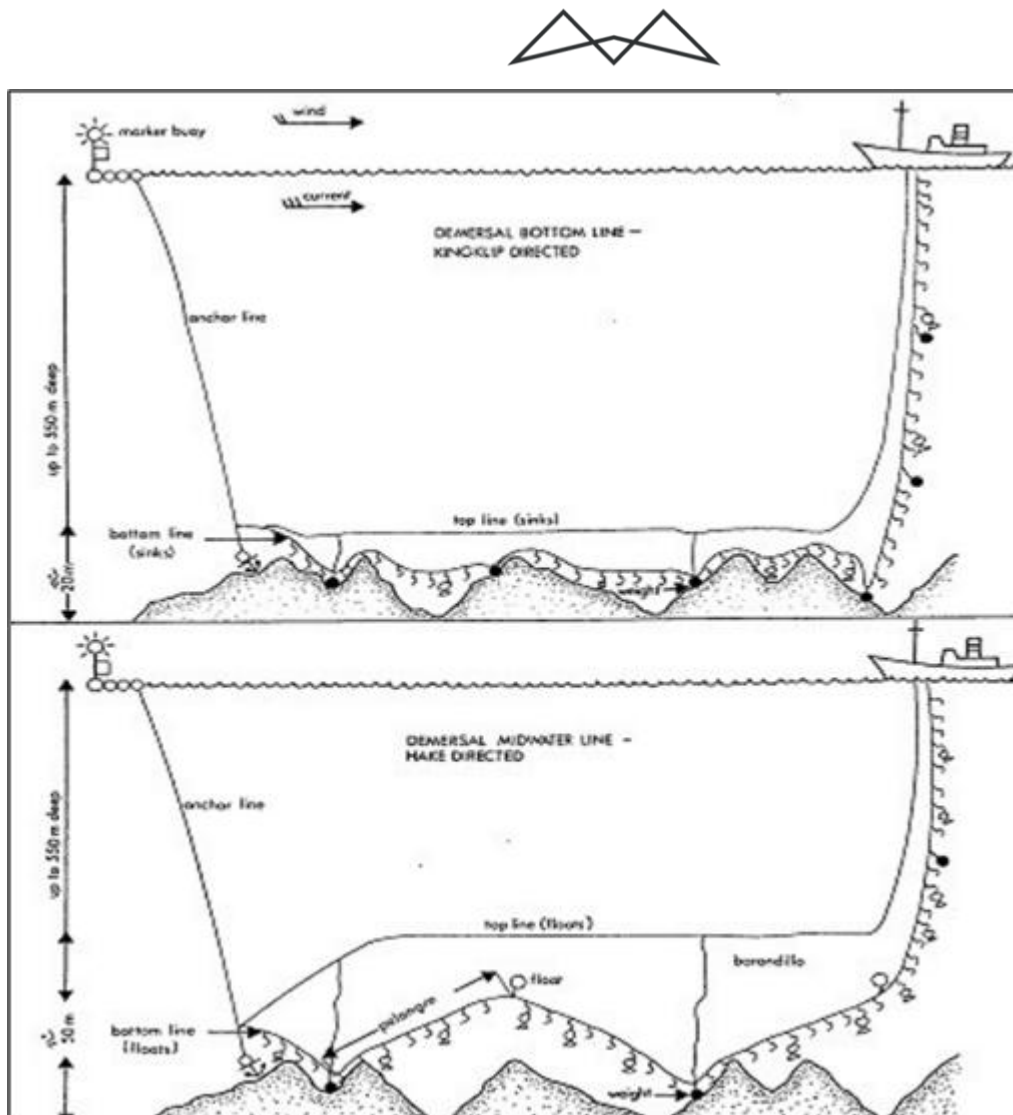 wind
marker buoy
current
DEMERSAL BOTTOM LINE –
KINGKLIP DIRECTED
anchor line
up to 550 m deep
top line (sinks)
bottom line
(sinks)
20m
weight
DEMERSAL MIDWATER LINE –
HAKE DIRECTED
anchor line
up to 550 m deep
top line (floats)
barandillo
float
palangre
bottom line
(floats)
50 m
weight